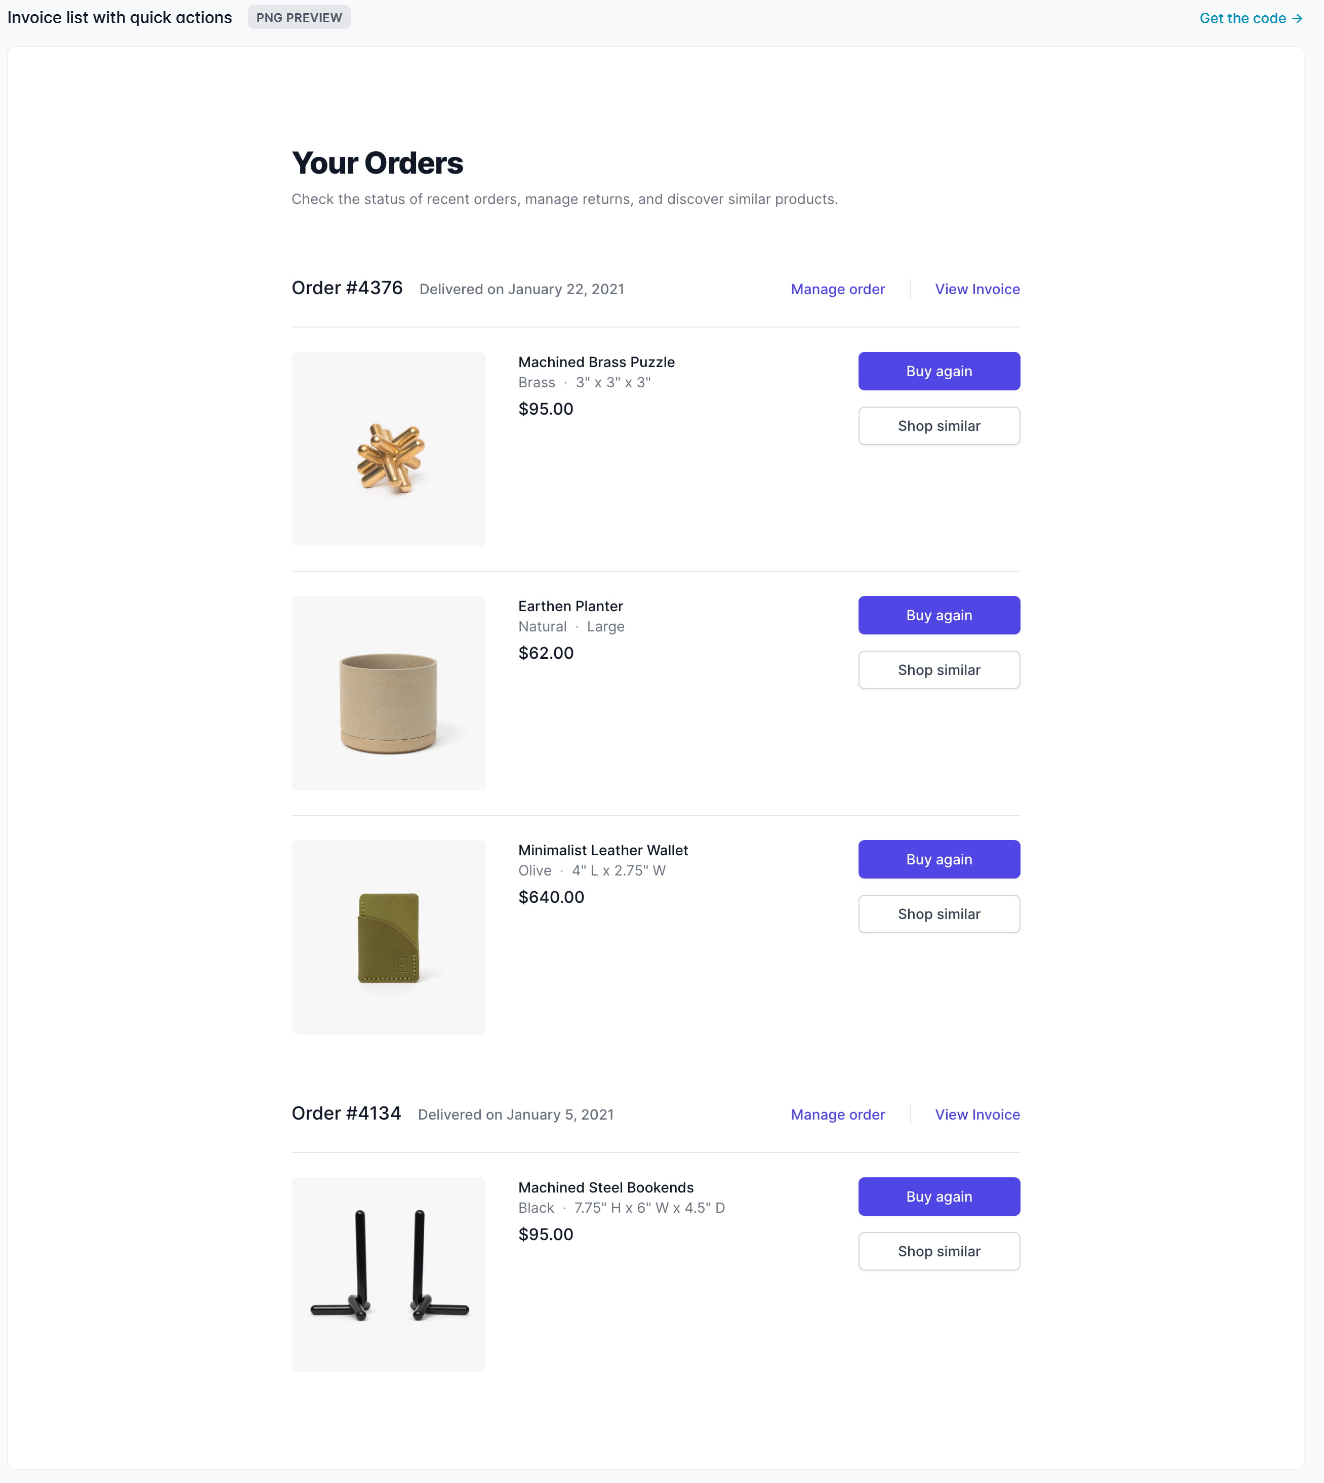 Invoice list with quick actions PNG PREVIEW Get the code →
Your Orders
Check the status of recent orders, manage returns, and discover similar products.
Order #4376 Delivered on January 22, 2021 Manage order View Invoice
Machined Brass Puzzle
Brass · 3" x 3" x 3"
$95.00
Buy again
Shop similar
Earthen Planter
Natural · Large
$62.00
Buy again
Shop similar
Minimalist Leather Wallet
Olive · 4" L x 2.75" W
$640.00
Buy again
Shop similar
Order #4134 Delivered on January 5, 2021 Manage order View Invoice
Machined Steel Bookends
Black · 7.75" H x 6" W x 4.5" D
$95.00
Buy again
Shop similar